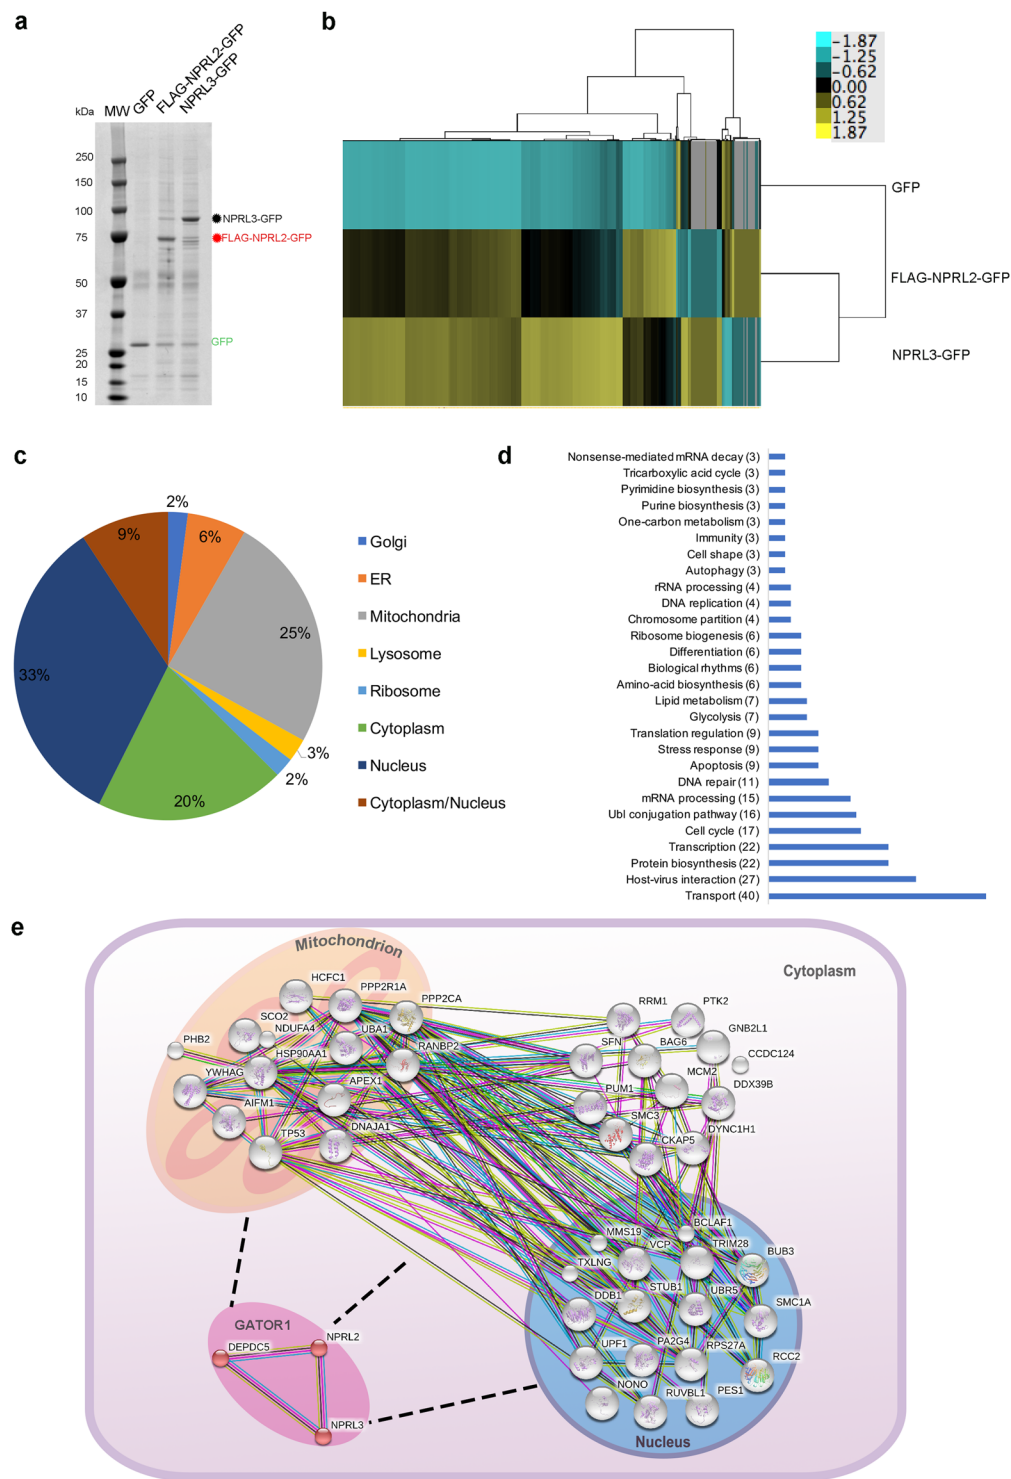 a
kDa
MW
GFP
FLAG-NPRL2-GFP
NPRL3-GFP
250
150
100
75
50
37
25
20
15
10
NPRL3-GFP
FLAG-NPRL2-GFP
GFP
b
-1.87
-1.25
-0.62
0.00
0.62
1.25
1.87
GFP
FLAG-NPRL2-GFP
NPRL3-GFP
c
2%
6%
25%
3%
2%
20%
33%
9%
Golgi
ER
Mitochondria
Lysosome
Ribosome
Cytoplasm
Nucleus
Cytoplasm/Nucleus
d
Nonsense-mediated mRNA decay (3)
Tricarboxylic acid cycle (3)
Pyrimidine biosynthesis (3)
Purine biosynthesis (3)
One-carbon metabolism (3)
Immunity (3)
Cell shape (3)
Autophagy (3)
rRNA processing (4)
DNA replication (4)
Chromosome partition (4)
Ribosome biogenesis (6)
Differentiation (6)
Biological rhythms (6)
Amino-acid biosynthesis (6)
Lipid metabolism (7)
Glycolysis (7)
Translation regulation (9)
Stress response (9)
Apoptosis (9)
DNA repair (11)
mRNA processing (15)
Ubl conjugation pathway (16)
Cell cycle (17)
Transcription (22)
Protein biosynthesis (22)
Host-virus interaction (27)
Transport (40)
e
Mitochondrion
Cytoplasm
HCFC1
PPP2R1A
PPP2CA
SCO2
NDUFA4
UBA1
PHB2
HSP90AA1
RANBP2
YWHAG
APEX1
AIFM1
TP53
DNAJA1
RRM1
PTK2
GNB2L1
SFN
BAG6
CCDC124
MCM2
DDX39B
PUM1
SMC3
DYNC1H1
CKAP5
BCLAF1
MMS19
VCP
TRIM28
BUB3
TXLNG
STUB1
UBR5
DDB1
SMC1A
UPF1
PA2G4
RPS27A
RCC2
NONO
RUVBL1
PES1
Nucleus
GATOR1
DEPDC5
NPRL2
NPRL3